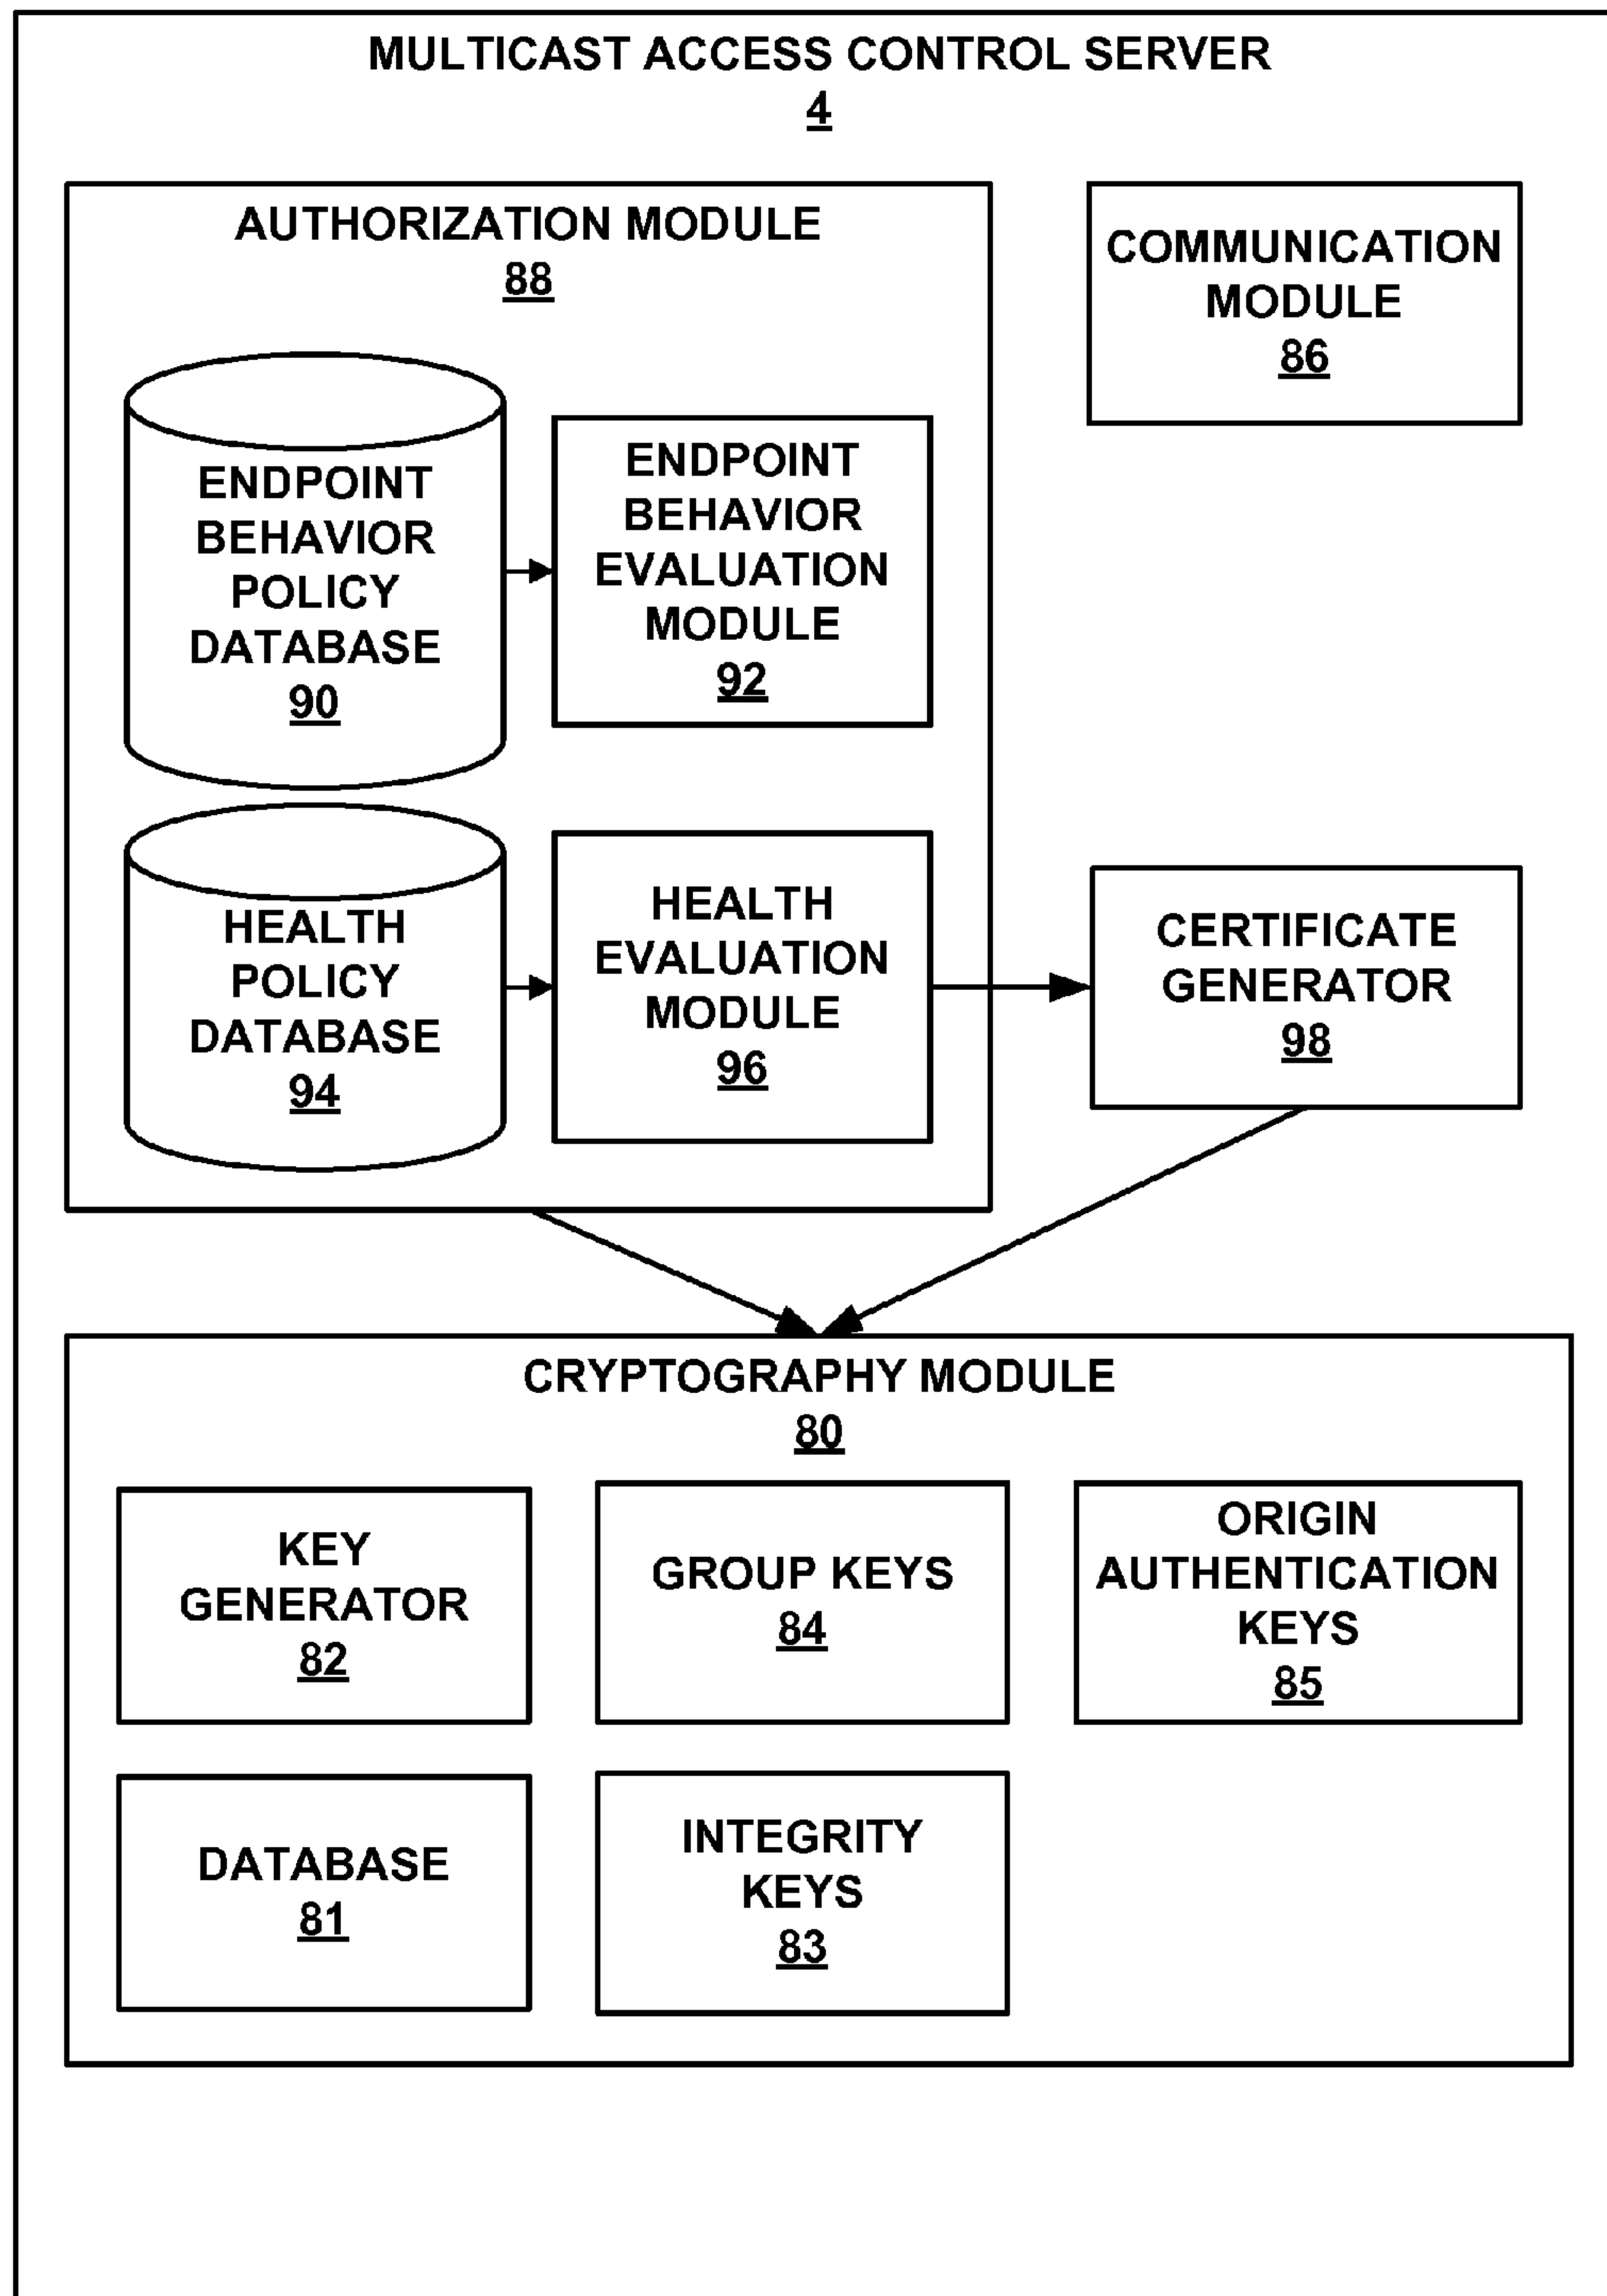 MULTICAST ACCESS CONTROL SERVER
4
AUTHORIZATION MODULE
88
COMMUNICATION
MODULE
86
ENDPOINT
BEHAVIOR
POLICY
DATABASE
90
ENDPOINT
BEHAVIOR
EVALUATION
MODULE
92
HEALTH
POLICY
DATABASE
94
HEALTH
EVALUATION
MODULE
96
CERTIFICATE
GENERATOR
98
CRYPTOGRAPHY MODULE
80
KEY
GENERATOR
82
GROUP KEYS
84
ORIGIN
AUTHENTICATION
KEYS
85
DATABASE
81
INTEGRITY
KEYS
83